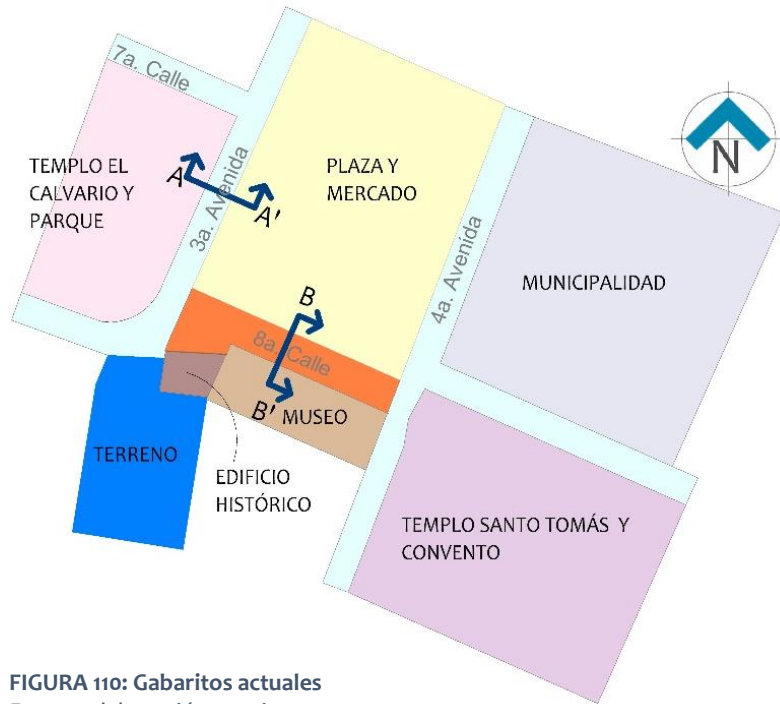 7a. Calle
TEMPLO EL
CALVARIO Y
PARQUE
A
A'
3a. Avenida
PLAZA Y
MERCADO
N
4a. Avenida
MUNICIPALIDAD
B
8a. Calle
B'
MUSEO
TERRENO
EDIFICIO
HISTÓRICO
TEMPLO SANTO TOMÁS Y
CONVENTO
FIGURA 110: Gabaritos actuales